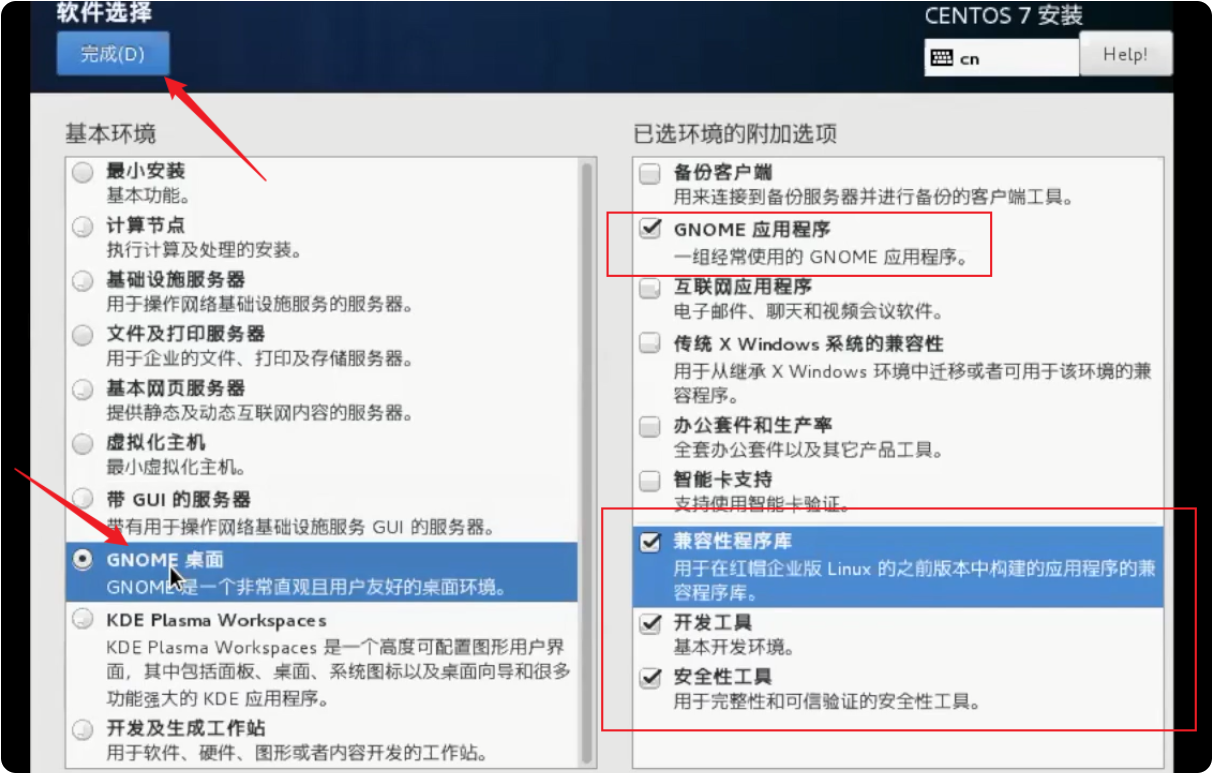 软件选择
CENTOS 7 安装
完成(D)
cn
Help!
基本环境
最小安装
基本功能。
计算节点
执行计算及处理的安装。
基础设施服务器
用于操作网络基础设施服务的服务器。
文件及打印服务器
用于企业的文件、打印及存储服务器。
基本网页服务器
提供静态及动态互联网内容的服务器。
虚拟化主机
最小虚拟化主机。
带 GUI 的服务器
带有用于操作网络基础设施服务 GUI 的服务器。
GNOME 桌面
GNOME 是一个非常直观且用户友好的桌面环境。
KDE Plasma Workspaces
KDE Plasma Workspaces 是一个高度可配置图形用户界
面，其中包括面板、桌面、系统图标以及桌面向导和很多
功能强大的 KDE 应用程序。
开发及生成工作站
用于软件、硬件、图形或者内容开发的工作站。
已选环境的附加选项
备份客户端
用来连接到备份服务器并进行备份的客户端工具。
GNOME 应用程序
一组经常使用的 GNOME 应用程序。
互联网应用程序
电子邮件、聊天和视频会议软件。
传统 X Windows 系统的兼容性
用于从继承 X Windows 环境中迁移或者可用于该环境的兼
容程序。
办公套件和生产率
全套办公套件以及其它产品工具。
智能卡支持
支持使用智能卡验证。
兼容性程序库
用于在红帽企业版 Linux 的之前版本中构建的应用程序的兼
容程序库。
开发工具
基本开发环境。
安全性工具
用于完整性和可信验证的安全性工具。